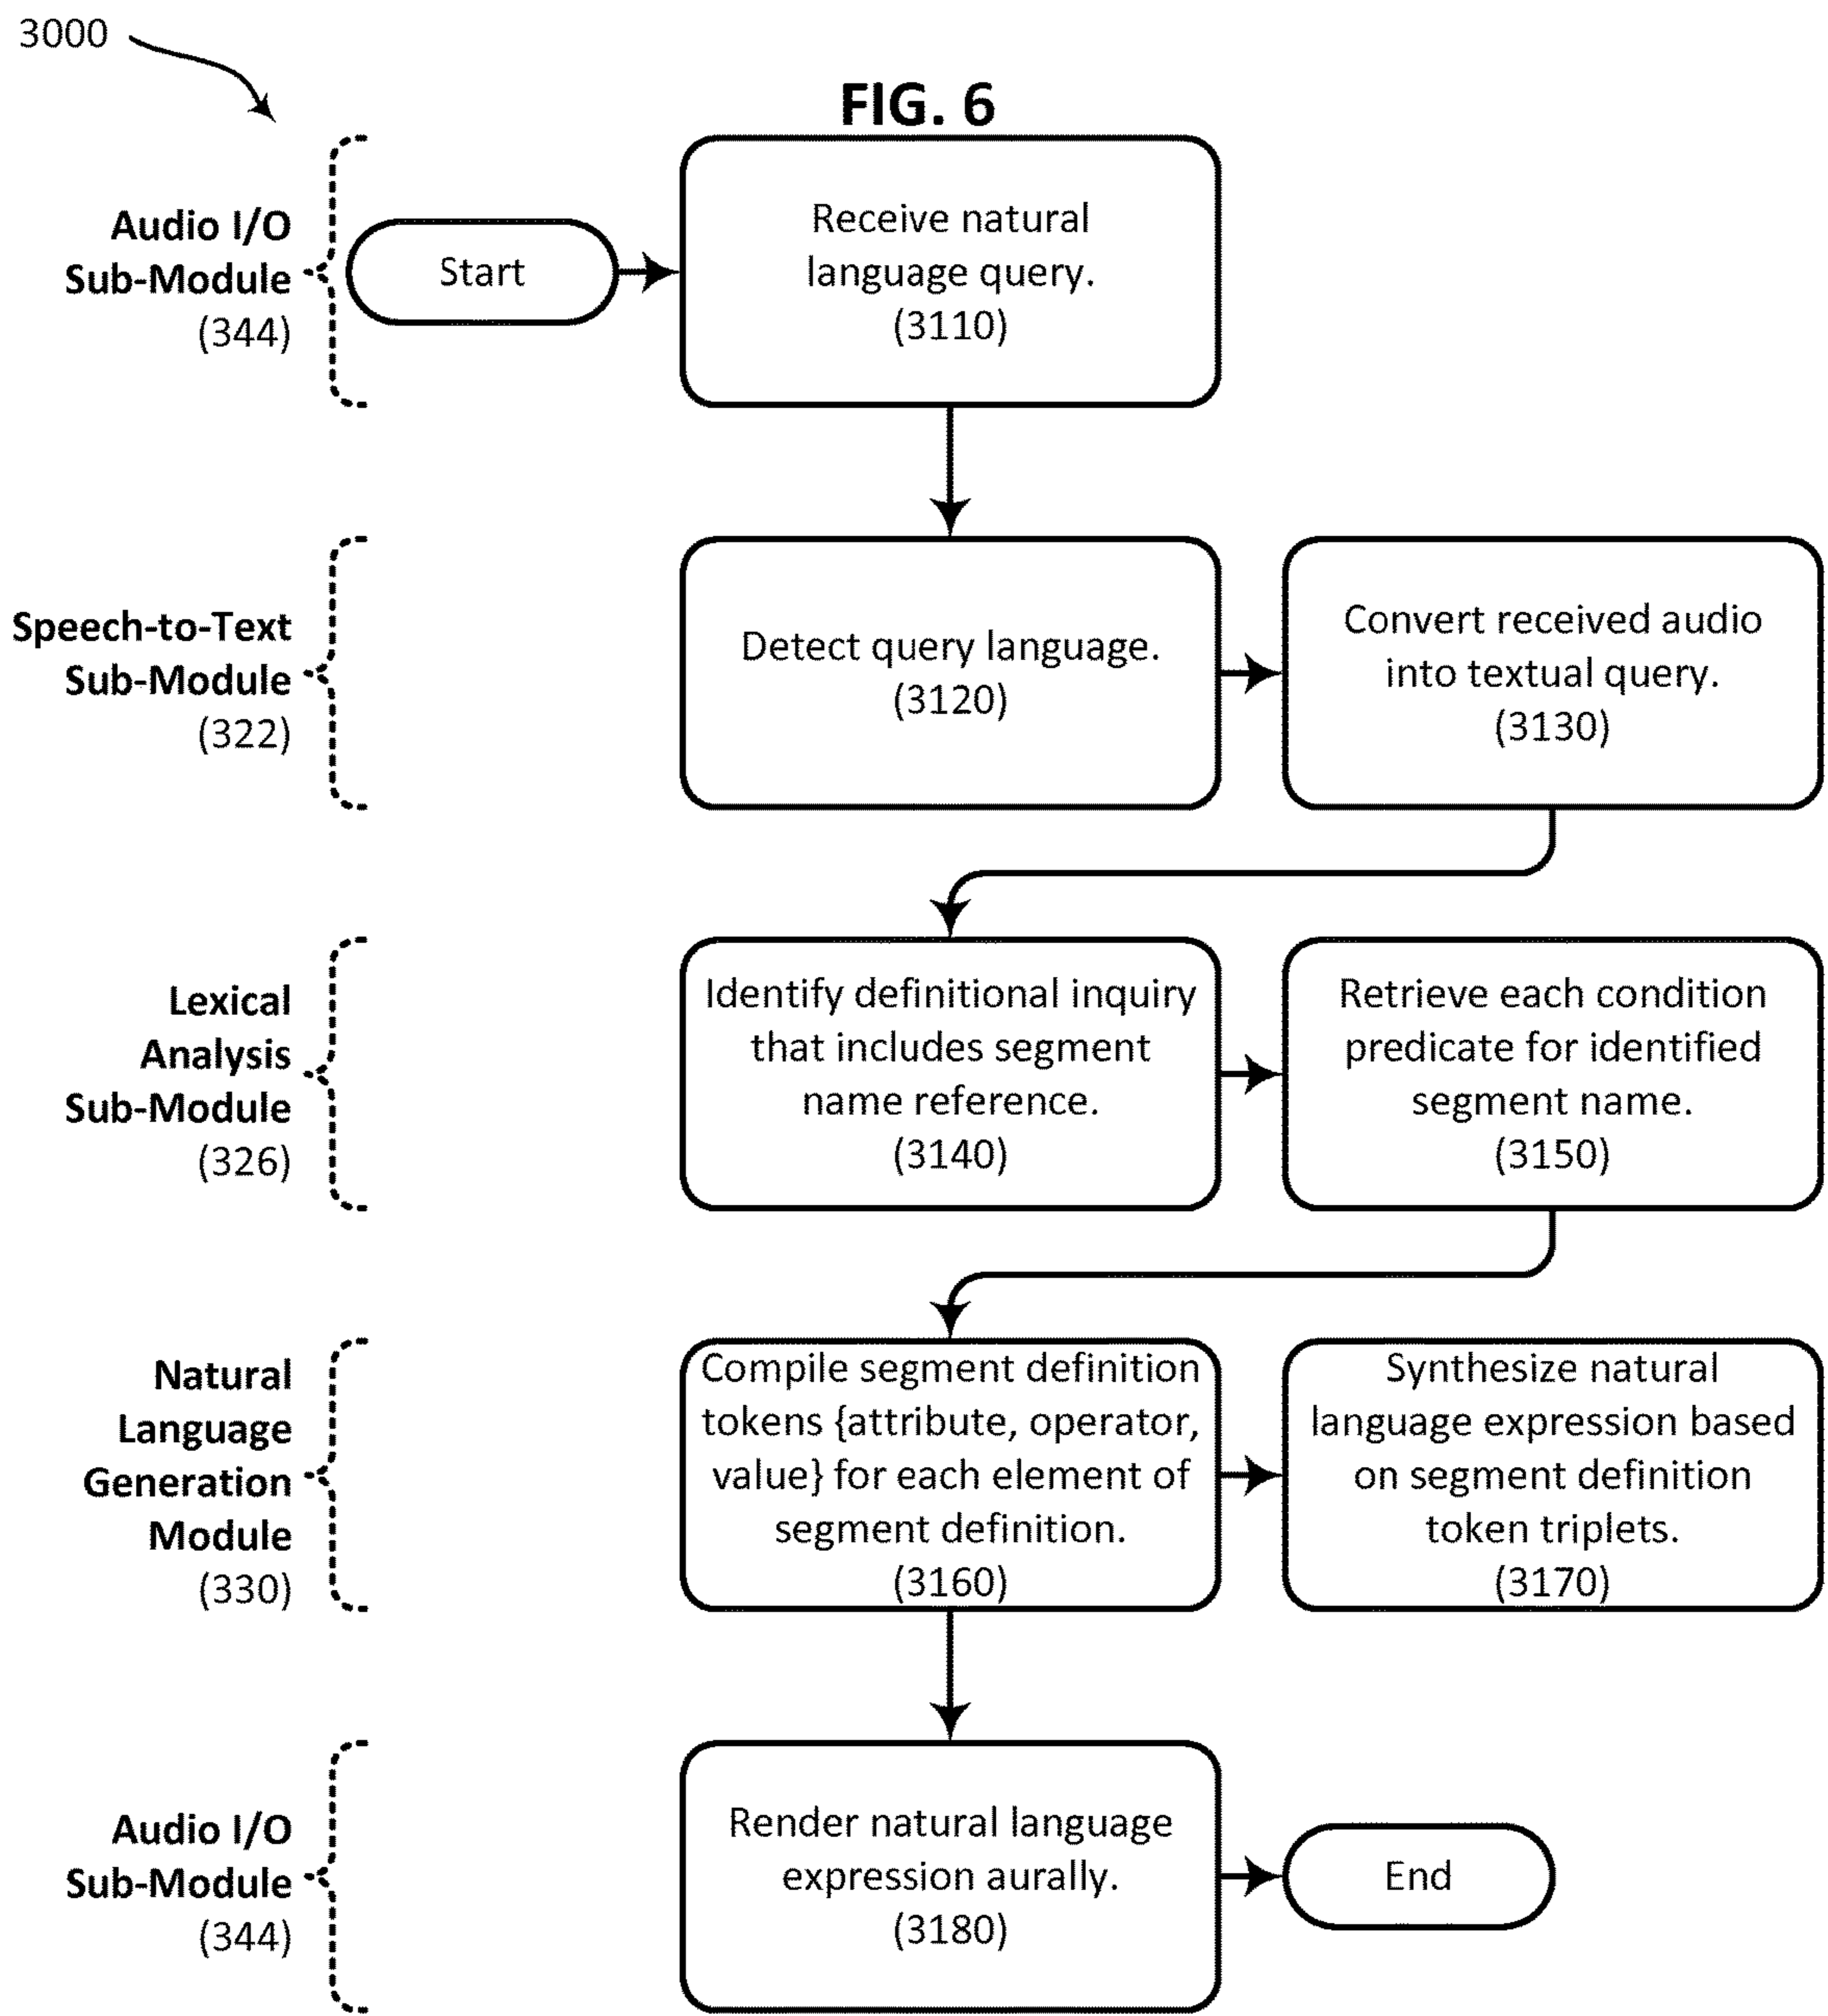 3000
FIG. 6
Audio I/O
Sub-Module
(344)
Start
Receive natural
language query.
(3110)
Speech-to-Text
Sub-Module
(322)
Detect query language.
(3120)
Convert received audio
into textual query.
(3130)
Lexical
Analysis
Sub-Module
(326)
Identify definitional inquiry
that includes segment
name reference.
(3140)
Retrieve each condition
predicate for identified
segment name.
(3150)
Natural
Language
Generation
Module
(330)
Compile segment definition
tokens {attribute, operator,
value} for each element of
segment definition.
(3160)
Synthesize natural
language expression based
on segment definition
token triplets.
(3170)
Audio I/O
Sub-Module
(344)
Render natural language
expression aurally.
(3180)
End